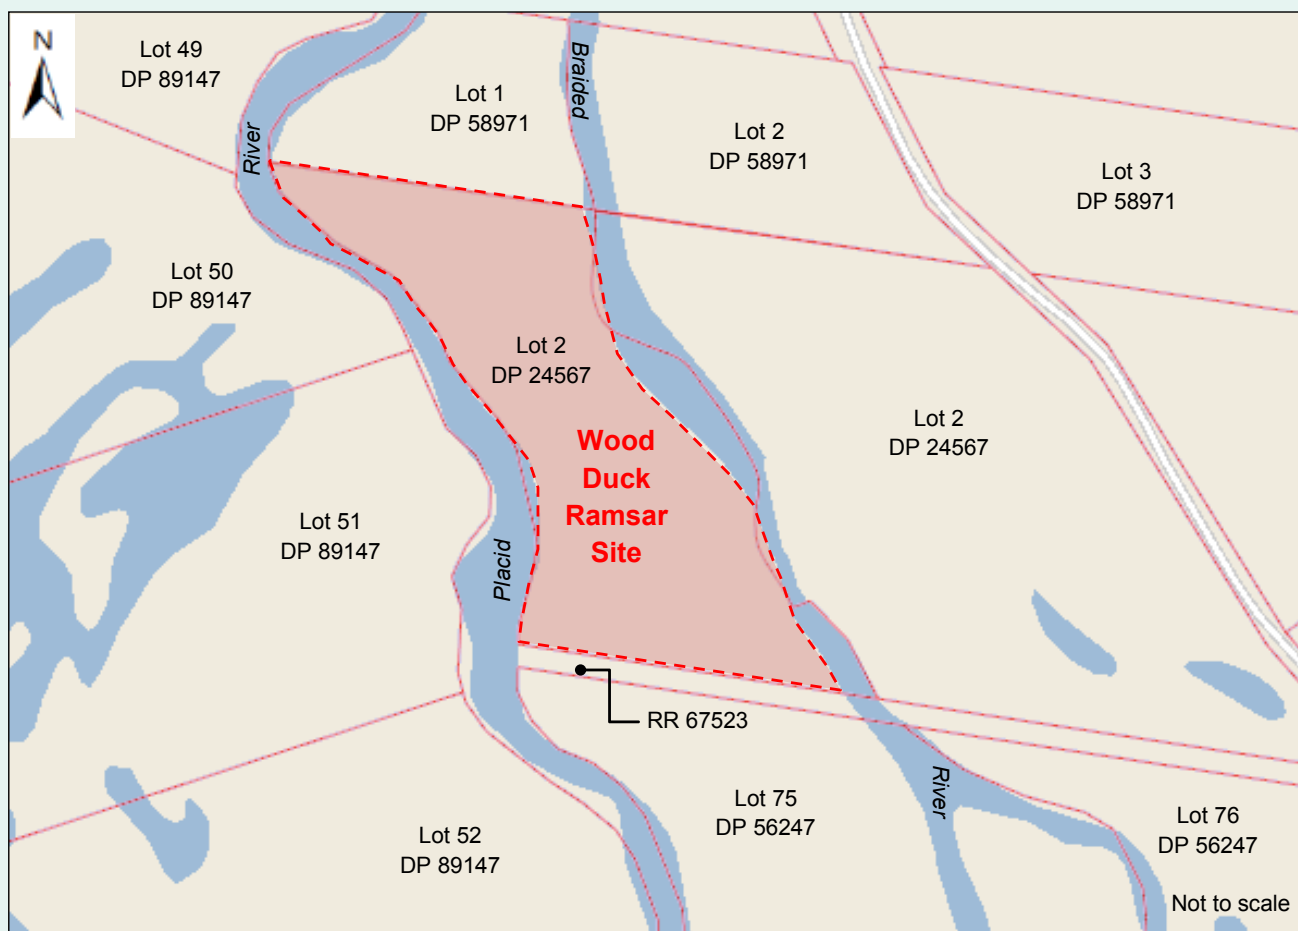 N
Lot 49
DP 89147
River
Lot 1
DP 58971
Braided
Lot 2
DP 58971
Lot 3
DP 58971
Lot 50
DP 89147
Lot 2
DP 24567
Wood
Duck
Ramsar
Site
Lot 2
DP 24567
Lot 51
DP 89147
Placid
RR 67523
Lot 52
DP 89147
Lot 75
DP 56247
River
Lot 76
DP 56247
Not to scale